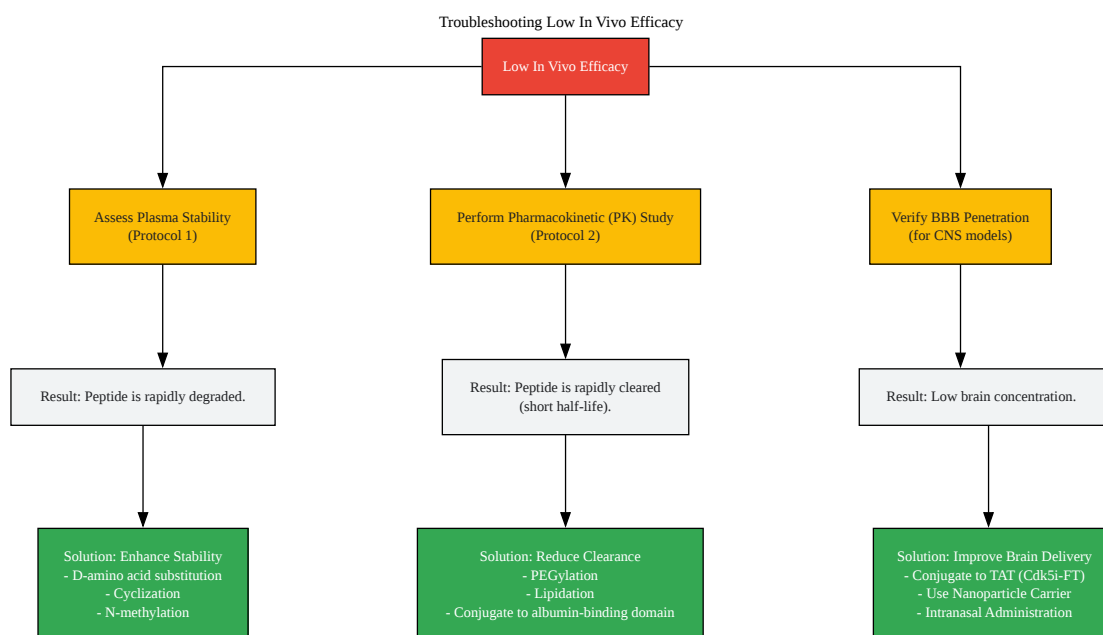 Troubleshooting Low In Vivo Efficacy
Low In Vivo Efficacy
Assess Plasma Stability
(Protocol 1)
Perform Pharmacokinetic (PK) Study
(Protocol 2)
Verify BBB Penetration
(for CNS models)
Result: Peptide is rapidly degraded.
Result: Peptide is rapidly cleared
(short half-life).
Result: Low brain concentration.
Solution: Enhance Stability
- D-amino acid substitution
- Cyclization
- N-methylation
Solution: Reduce Clearance
- PEGylation
- Lipidation
- Conjugate to albumin-binding domain
Solution: Improve Brain Delivery
- Conjugate to TAT (Cdk5i-FT)
- Use Nanoparticle Carrier
- Intranasal Administration